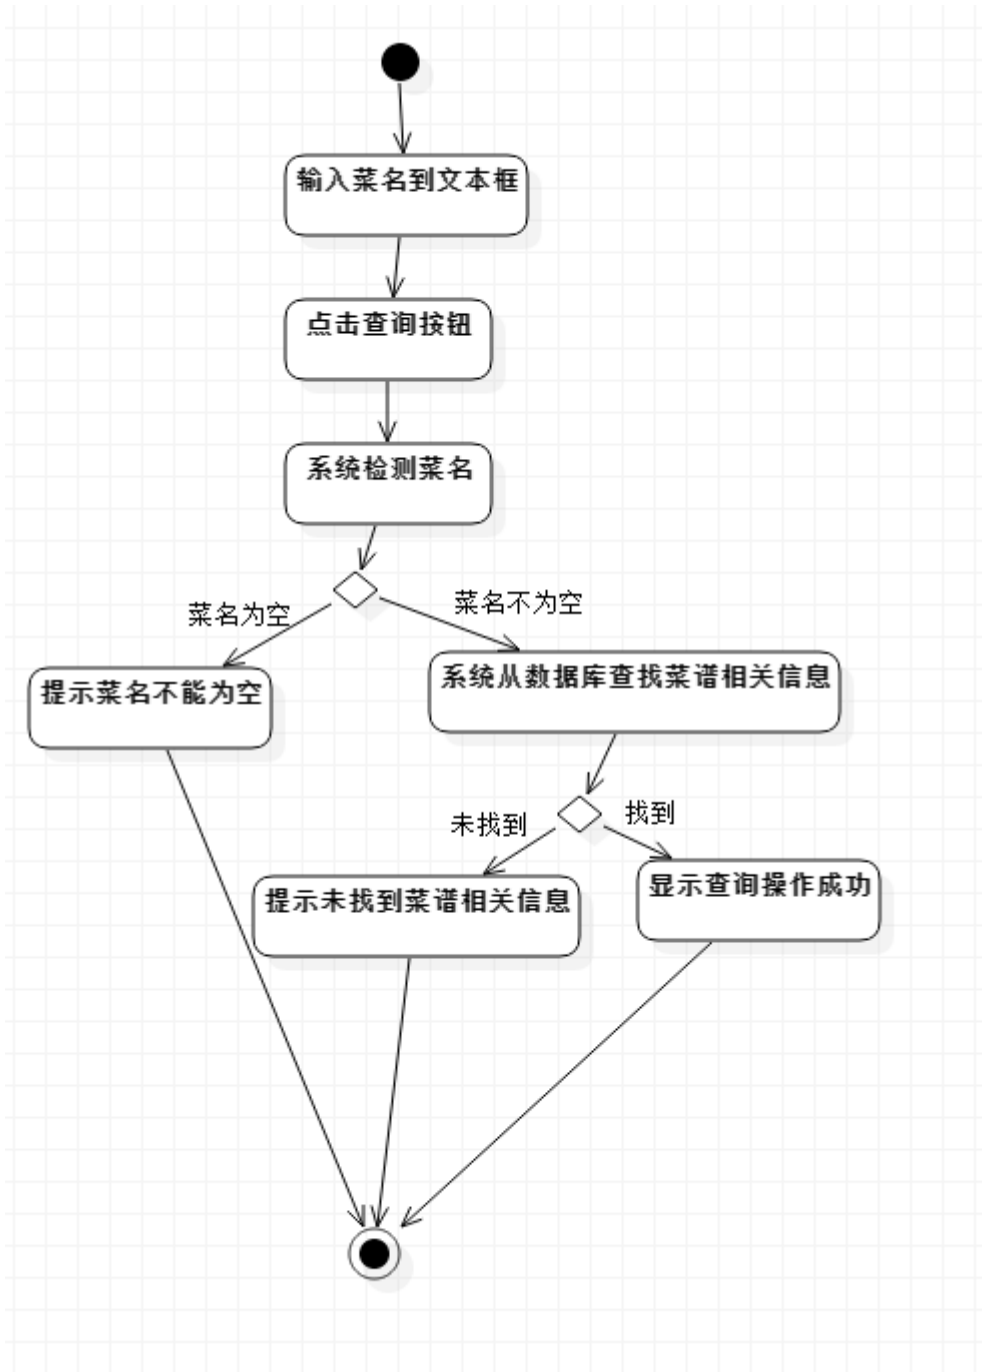 输入菜名到文本框
点击查询按钮
系统检测菜名
菜名为空
菜名不为空
提示菜名不能为空
系统从数据库查找菜谱相关信息
未找到
找到
提示未找到菜谱相关信息
显示查询操作成功